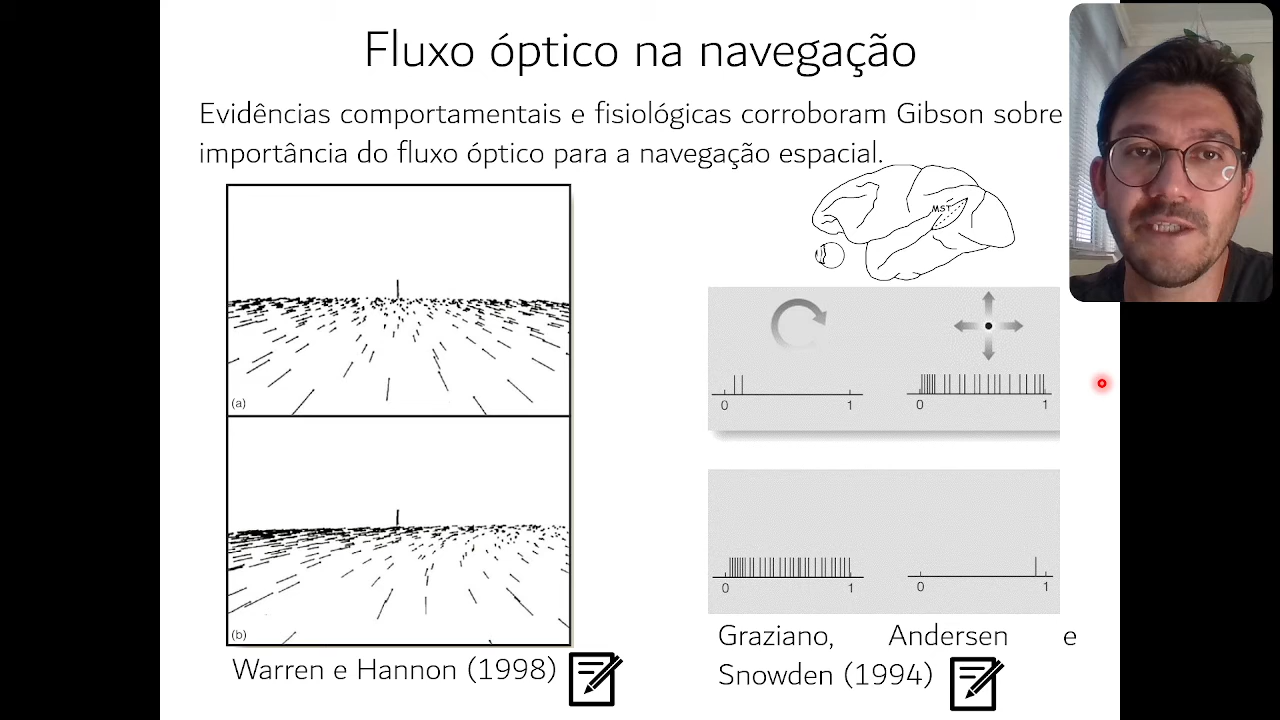 Fluxo óptico na navegação
Evidências comportamentais e fisiológicas corroboram Gibson sobre
importância do fluxo óptico para a navegação espacial.
MST
0 1
0 1
(a)
0 1
0 1
(b)
Warren e Hannon (1998)
Graziano, Andersen e
Snowden (1994)